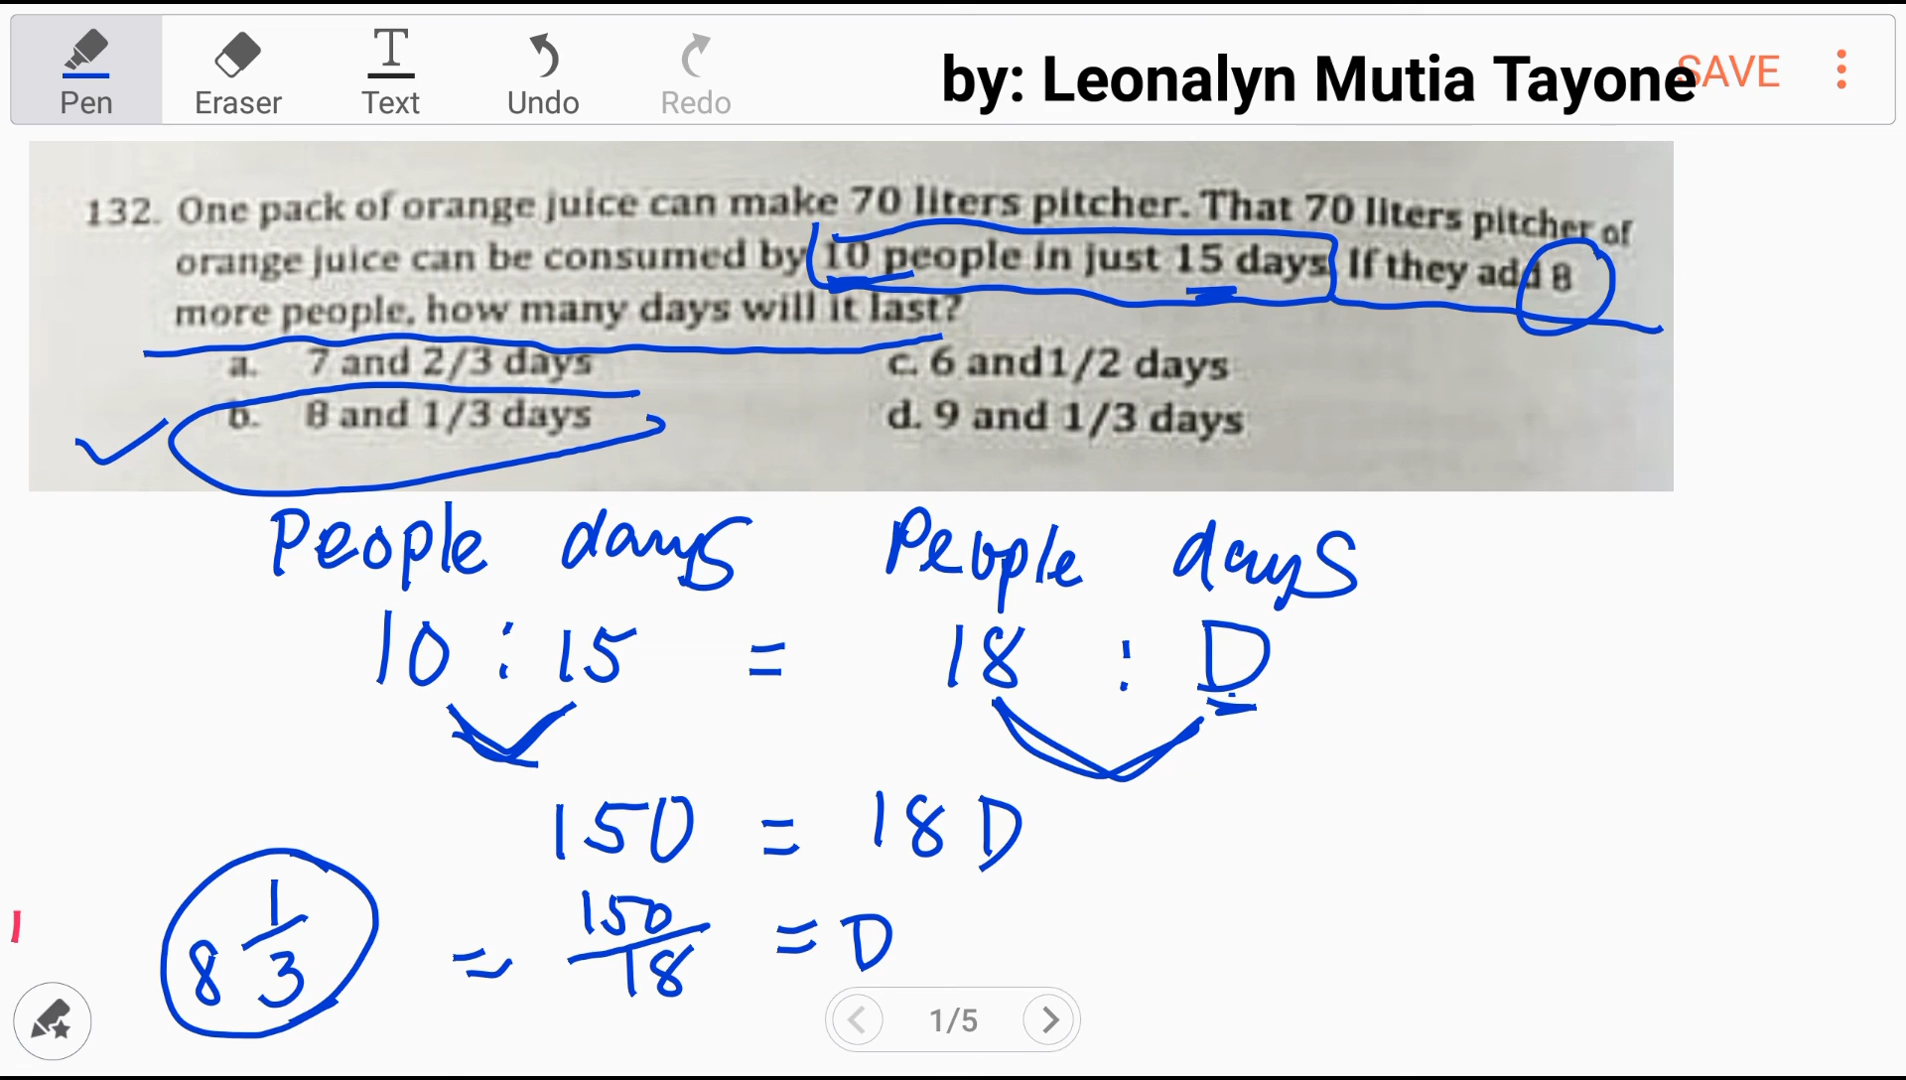 Pen Eraser Text Undo Redo by: Leonalyn Mutia Tayone SAVE
132. One pack of orange juice can make 70 liters pitcher. That 70 liters pitcher of
orange juice can be consumed by 10 people in just 15 days. If they add 8
more people, how many days will it last?
a. 7 and 2/3 days c. 6 and 1/2 days
b. 8 and 1/3 days d. 9 and 1/3 days
People days People days
10 : 15 = 18 : D
150 = 18 D
8 1/3 = 150/18 = D
1/5